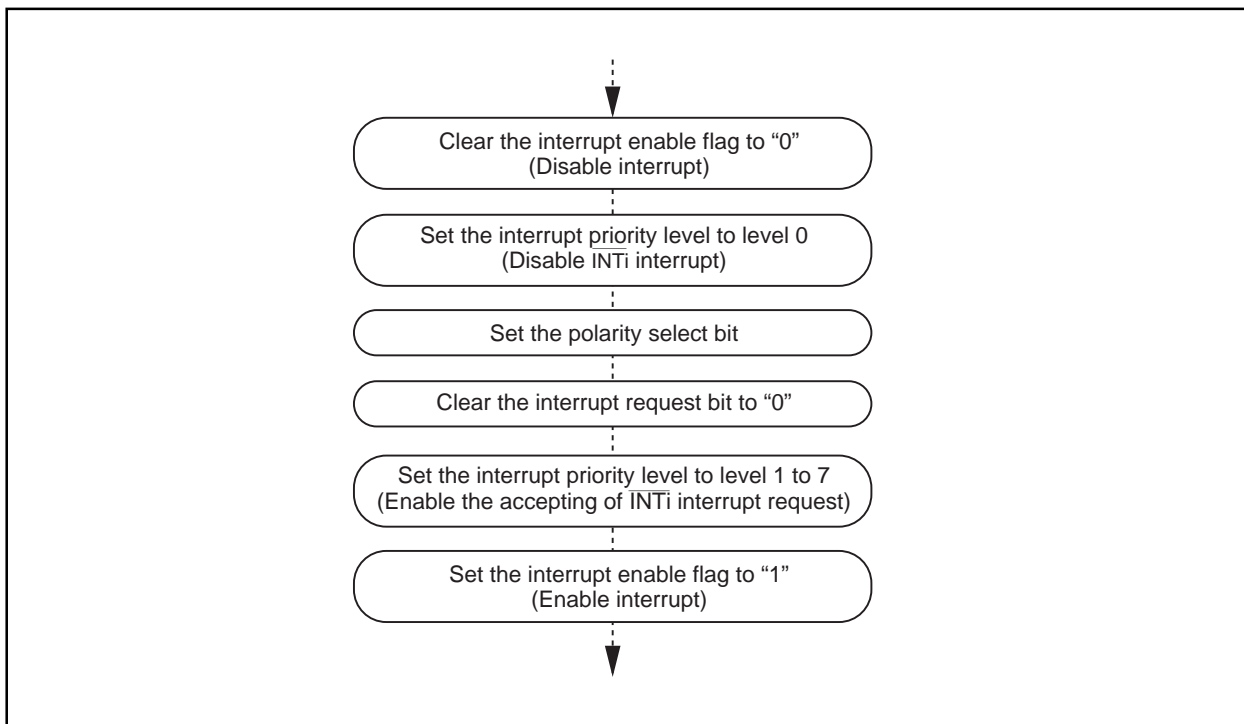 Clear the interrupt enable flag to “0”
(Disable interrupt)
Set the interrupt priority level to level 0
(Disable I̅N̅T̅i̅ interrupt)
Set the polarity select bit
Clear the interrupt request bit to “0”
Set the interrupt priority level to level 1 to 7
(Enable the accepting of I̅N̅T̅i̅ interrupt request)
Set the interrupt enable flag to “1”
(Enable interrupt)